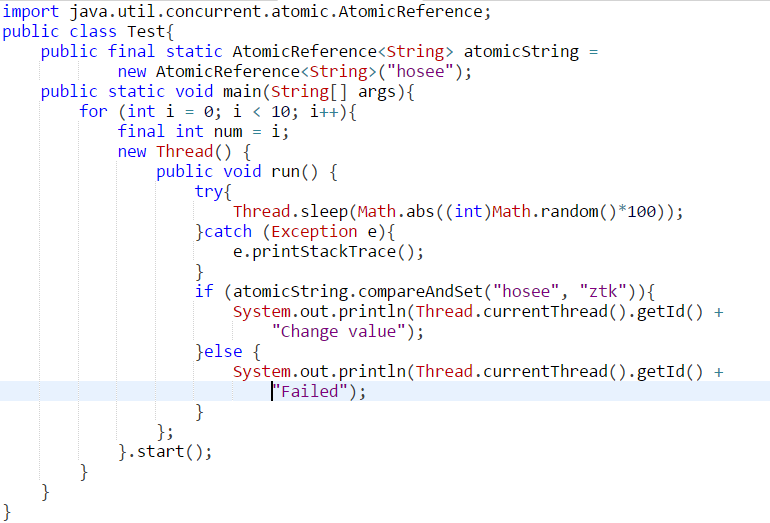 import java.util.concurrent.atomic.AtomicReference;
public class Test{
    public final static AtomicReference<String> atomicString =
            new AtomicReference<String>("hosee");
    public static void main(String[] args){
        for (int i = 0; i < 10; i++){
            final int num = i;
            new Thread() {
                public void run() {
                    try{
                        Thread.sleep(Math.abs((int)Math.random()*100));
                    }catch (Exception e){
                        e.printStackTrace();
                    }
                    if (atomicString.compareAndSet("hosee", "ztk")){
                        System.out.println(Thread.currentThread().getId() +
                            "Change value");
                    }else {
                        System.out.println(Thread.currentThread().getId() +
                            "Failed");
                    }
                };
            }.start();
        }
    }
}